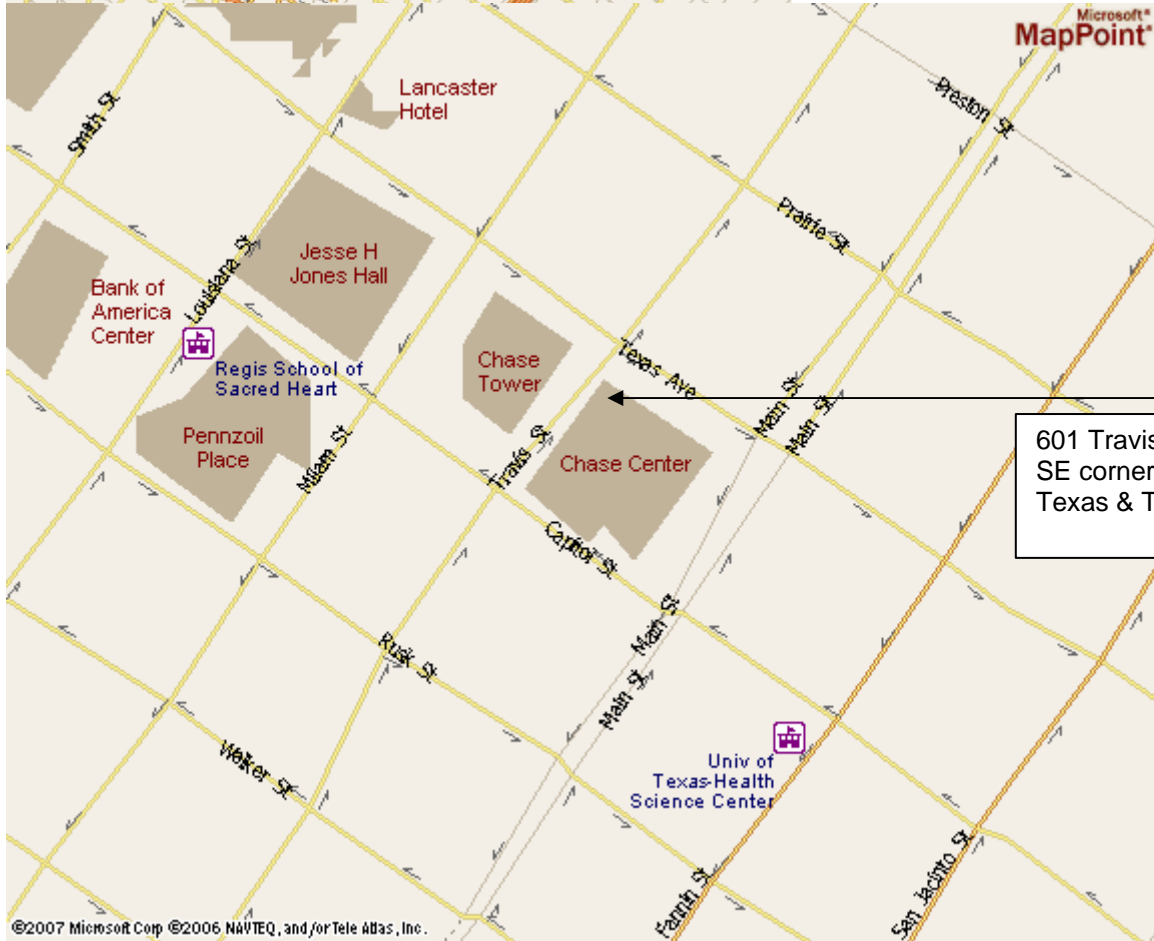 Microsoft®
MapPoint®
Lancaster
Hotel
Smith St
Preston St
Prairie St
Jesse H
Jones Hall
Louisiana St
Bank of
America
Center
Regis School of
Sacred Heart
Chase
Tower
Texas Ave
Main St
Main St
601 Travis
SE corner
Texas & T
Pennzoil
Place
Milam St
Travis St
Chase Center
Capitol St
Main St
Rusk St
Main St
Walker St
Univ of
Texas-Health
Science Center
Fannin St
San Jacinto St
©2007 Microsoft Corp ©2006 NAVTEQ, and/or Tele Atlas, Inc.